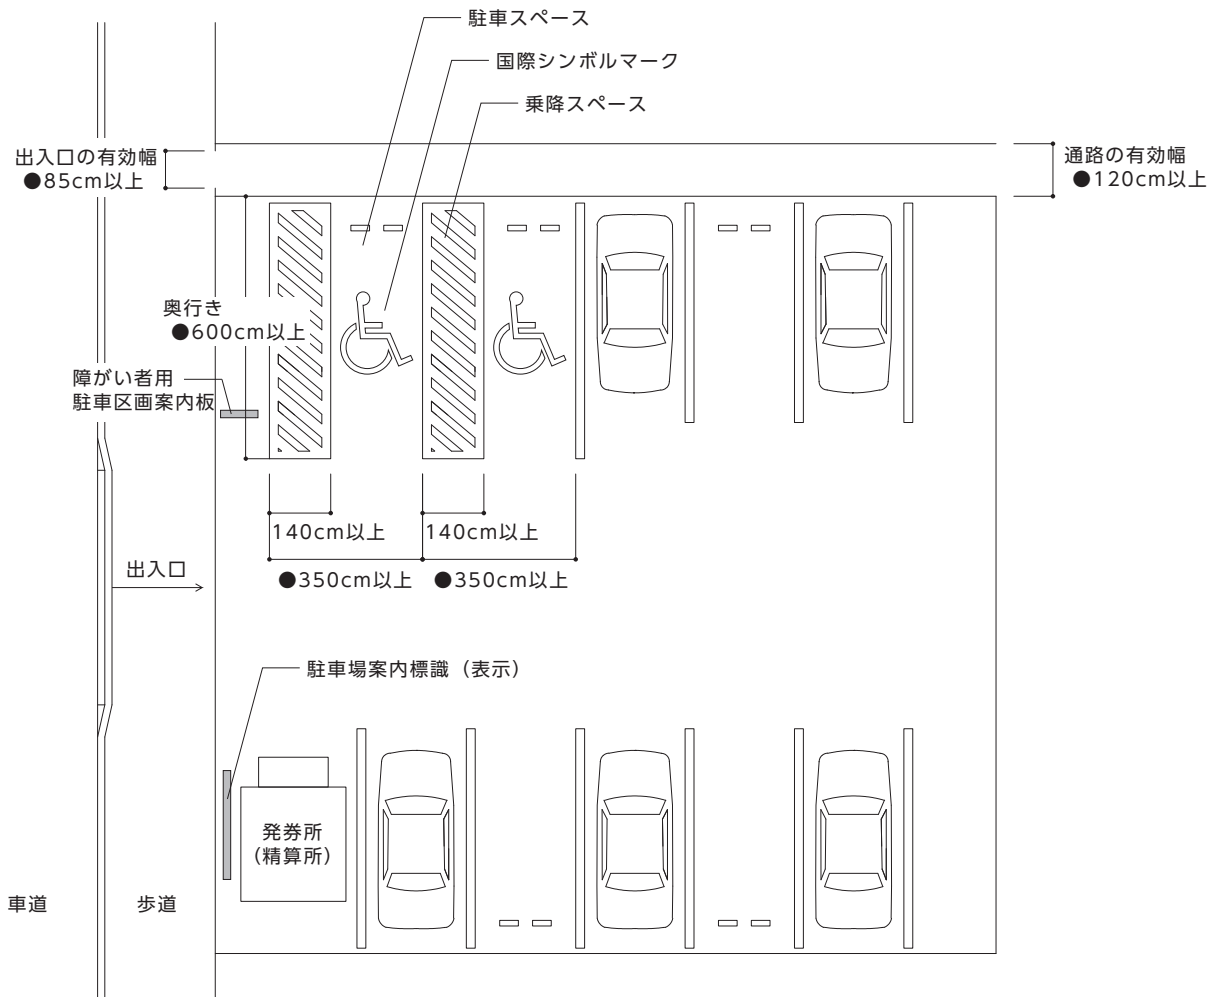 駐車スペース
国際シンボルマーク
乗降スペース
出入口の有効幅
●85cm以上
通路の有効幅
●120cm以上
奥行き
●600cm以上
障がい者用
駐車区画案内板
140cm以上
140cm以上
●350cm以上
●350cm以上
出入口
駐車場案内標識（表示）
発券所
（精算所）
車道
歩道